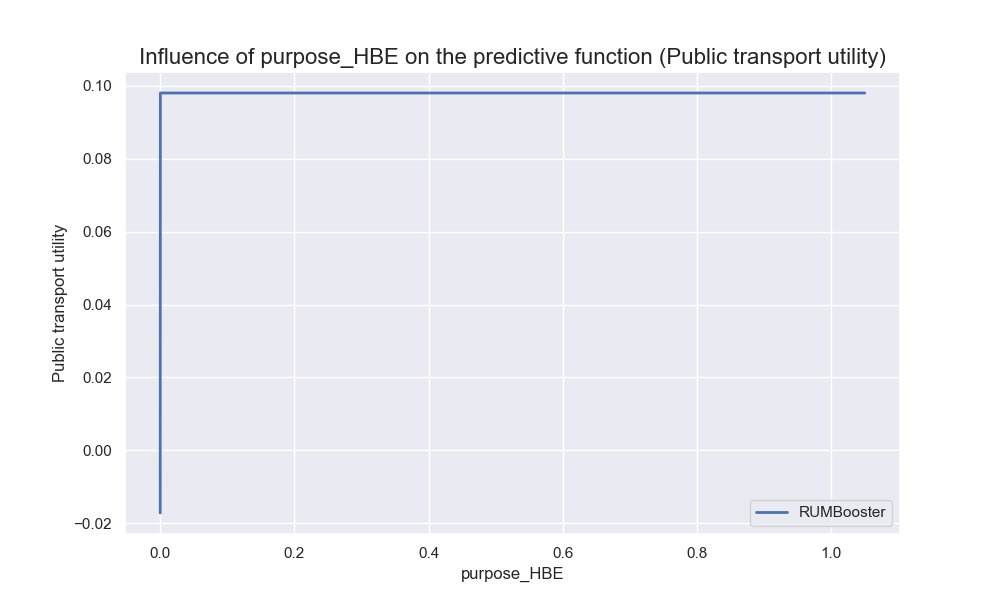 Influence of purpose_HBE on the predictive function (Public transport utility)
0.10
0.08
0.06
0.04
0.02
0.00
−0.02
Public transport utility
RUMBooster
0.0 0.2 0.4 0.6 0.8 1.0
purpose_HBE